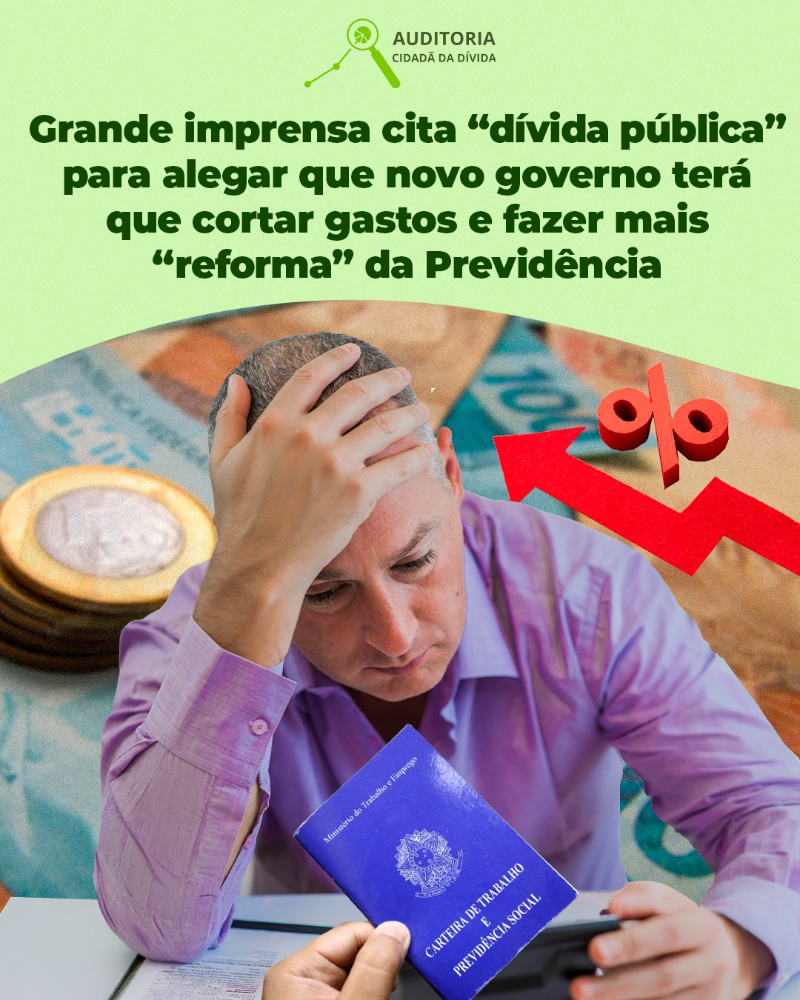 AUDITORIA
CIDADÃ DA DÍVIDA
Grande imprensa cita “dívida pública”
para alegar que novo governo terá
que cortar gastos e fazer mais
“reforma” da Previdência
100
%
Ministério do Trabalho e Emprego
CARTEIRA DE TRABALHO
E
PREVIDÊNCIA SOCIAL